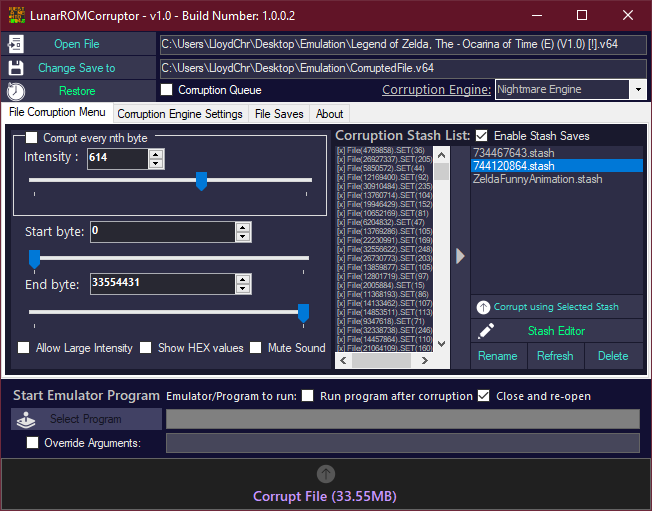 LunarROMCorruptor - v1.0 - Build Number: 1.0.0.2
Open File
C:\Users\LloydChr\Desktop\Emulation\Legend of Zelda, The - Ocarina of Time (E) (V1.0) [!].v64
Change Save to
C:\Users\LloydChr\Desktop\Emulation\CorruptedFile.v64
Restore
Corruption Queue
Corruption Engine:
Nightmare Engine
File Corruption Menu
Corruption Engine Settings
File Saves
About
Corrupt every nth byte
Intensity :
614
Start byte:
0
End byte:
33554431
Allow Large Intensity
Show HEX values
Mute Sound
Corruption Stash List:
[x] File(4769858).SET(36)
[x] File(26927337).SET(205)
[x] File(5850572).SET(44)
[x] File(12169400).SET(92)
[x] File(30910484).SET(235)
[x] File(13760714).SET(104)
[x] File(19946429).SET(152)
[x] File(10652169).SET(81)
[x] File(6204832).SET(47)
[x] File(13769286).SET(105)
[x] File(22230991).SET(169)
[x] File(32556622).SET(248)
[x] File(26730773).SET(203)
[x] File(13859877).SET(105)
[x] File(12801719).SET(97)
[x] File(2005884).SET(15)
[x] File(11368193).SET(86)
[x] File(14133462).SET(107)
[x] File(14853511).SET(113)
[x] File(9347618).SET(71)
[x] File(32338738).SET(246)
[x] File(14457864).SET(110)
[x] File(21064109).SET(160)
Enable Stash Saves
734467643.stash
744120864.stash
ZeldaFunnyAnimation.stash
Corrupt using Selected Stash
Stash Editor
Rename
Refresh
Delete
Start Emulator Program
Emulator/Program to run:
Run program after corruption
Close and re-open
Select Program
Override Arguments:
Corrupt File (33.55MB)